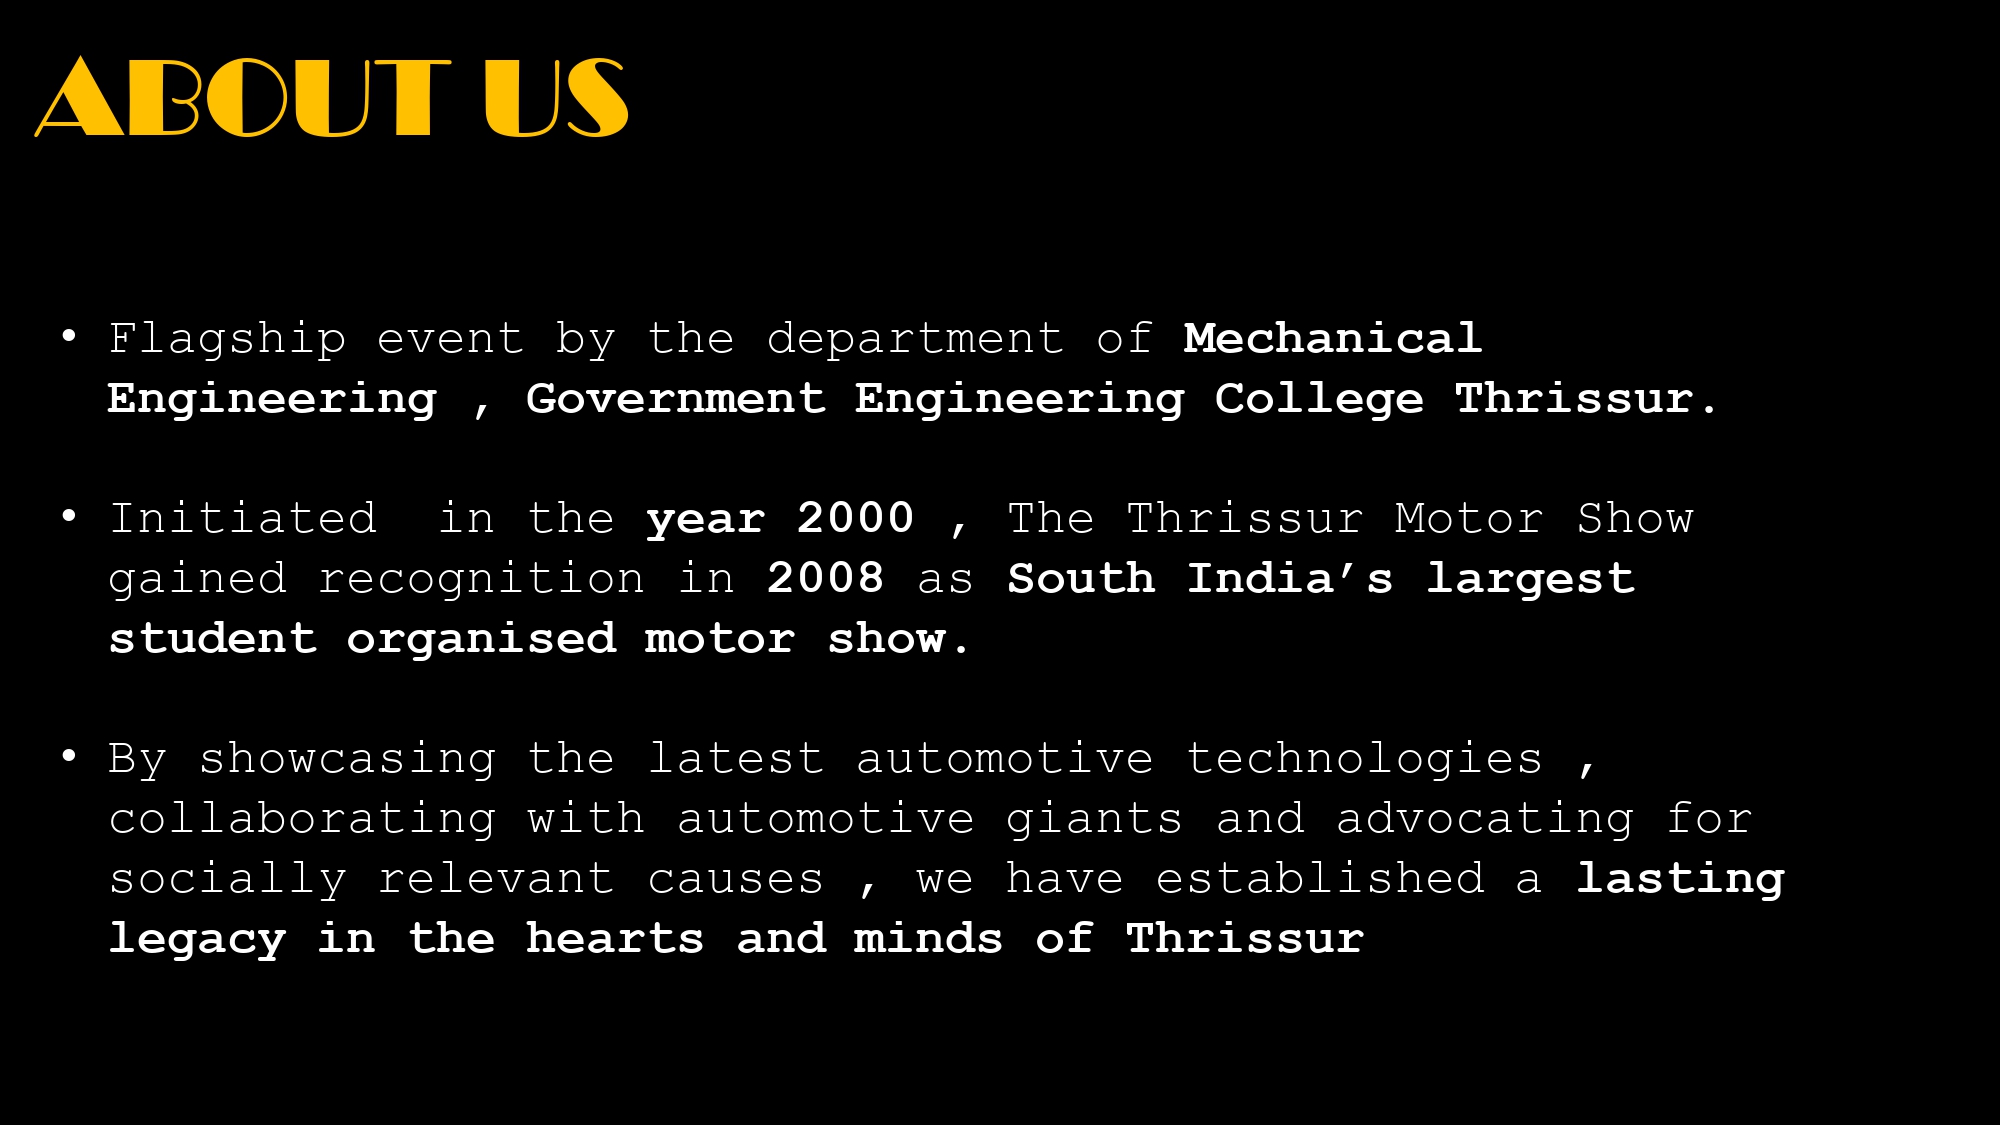 ABOUT US
• Flagship event by the department of Mechanical
Engineering , Government Engineering College Thrissur.
• Initiated  in the year 2000 , The Thrissur Motor Show
gained recognition in 2008 as South India’s largest
student organised motor show.
• By showcasing the latest automotive technologies ,
collaborating with automotive giants and advocating for
socially relevant causes , we have established a lasting
legacy in the hearts and minds of Thrissur